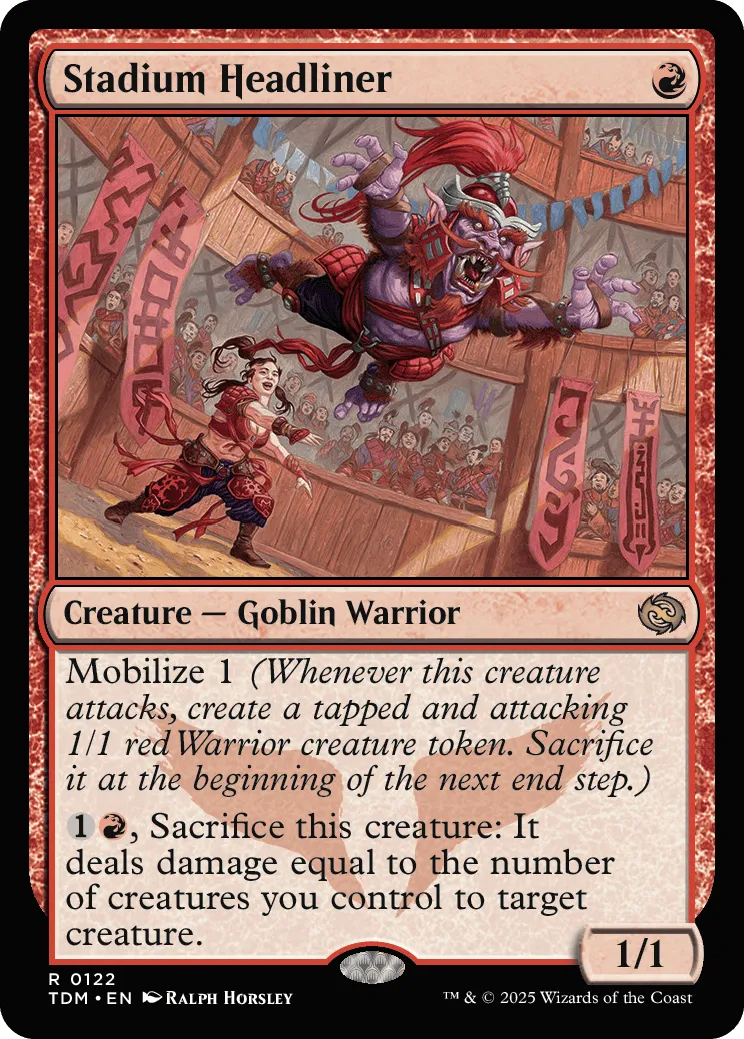 Stadium Headliner
Creature — Goblin Warrior
Mobilize 1 (Whenever this creature
attacks, create a tapped and attacking
1/1 red Warrior creature token. Sacrifice
it at the beginning of the next end step.)
1, Sacrifice this creature: It
deals damage equal to the number
of creatures you control to target
creature.
1/1
R 0122
TDM • EN Ralph Horsley
™ & © 2025 Wizards of the Coast